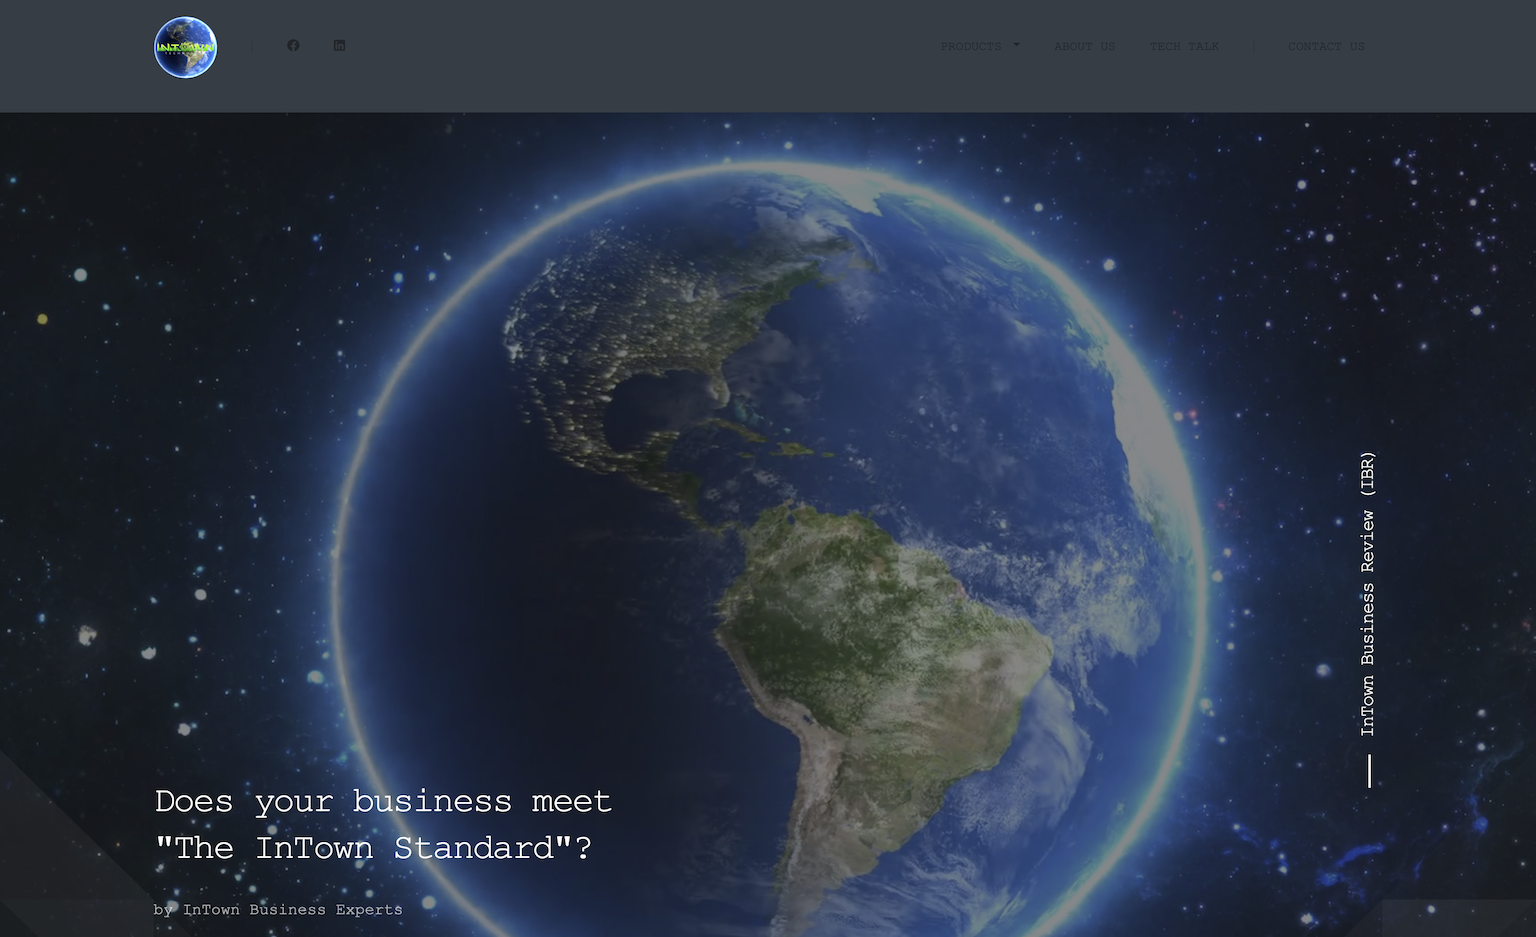 INTOWN
PRODUCTS
ABOUT US
TECH TALK
CONTACT US
InTown Business Review (IBR)
Does your business meet
"The InTown Standard"?
by InTown Business Experts